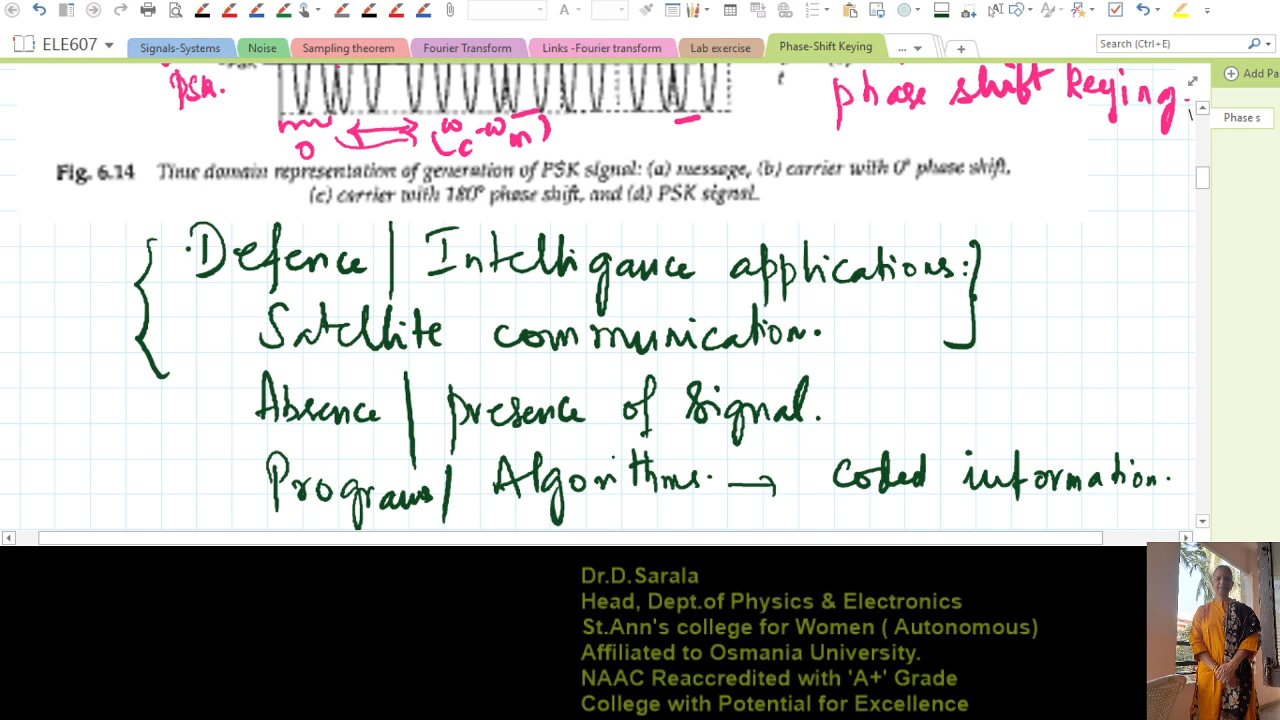 ELE607
Signals-Systems
Noise
Sampling theorem
Fourier Transform
Links -Fourier transform
Lab exercise
Phase-Shift Keying
...
Search (Ctrl+E)
Add Pa
Phase s
PSK.
0
phase shift keying.
Fig. 6.14 Time domain representation of generation of PSK signal: (a) message, (b) carrier with 0° phase shift,
(c) carrier with 180° phase shift, and (d) PSK signal.
Defence | Intelligance applications:
Satellite communication.
Absence | presence of signal.
Programs | Algorithms. → coded information.
Dr.D.Sarala
Head, Dept.of Physics & Electronics
St.Ann's college for Women ( Autonomous)
Affiliated to Osmania University.
NAAC Reaccredited with 'A+' Grade
College with Potential for Excellence